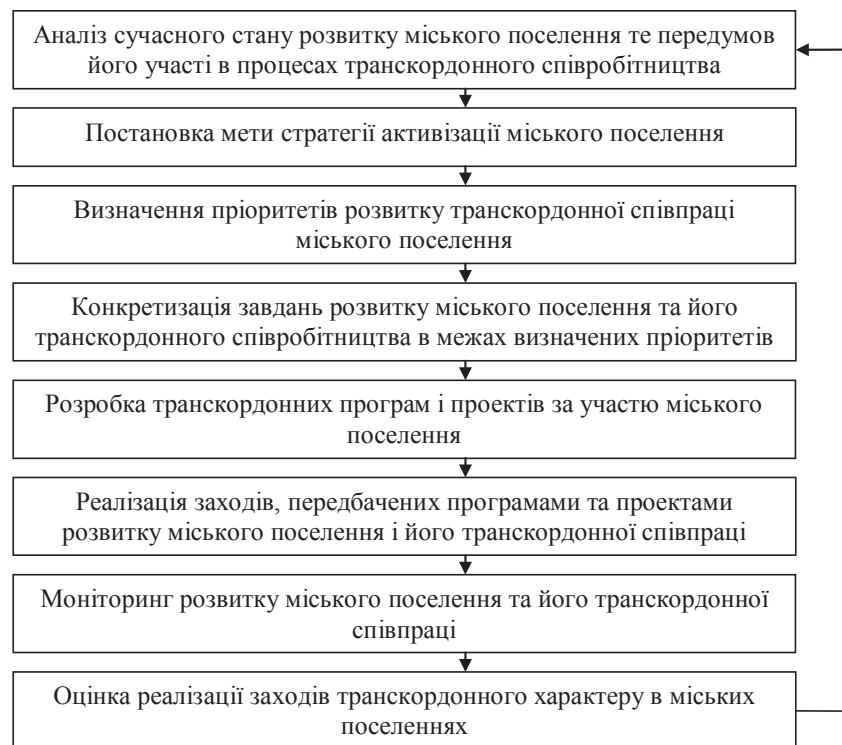 Аналіз сучасного стану розвитку міського поселення те передумов
його участі в процесах транскордонного співробітництва
Постановка мети стратегії активізації міського поселення
Визначення пріоритетів розвитку транскордонної співпраці
міського поселення
Конкретизація завдань розвитку міського поселення та його
транскордонного співробітництва в межах визначених пріоритетів
Розробка транскордонних програм і проектів за участю міського
поселення
Реалізація заходів, передбачених програмами та проектами
розвитку міського поселення і його транскордонної співпраці
Моніторинг розвитку міського поселення та його транскордонної
співпраці
Оцінка реалізації заходів транскордонного характеру в міських
поселеннях